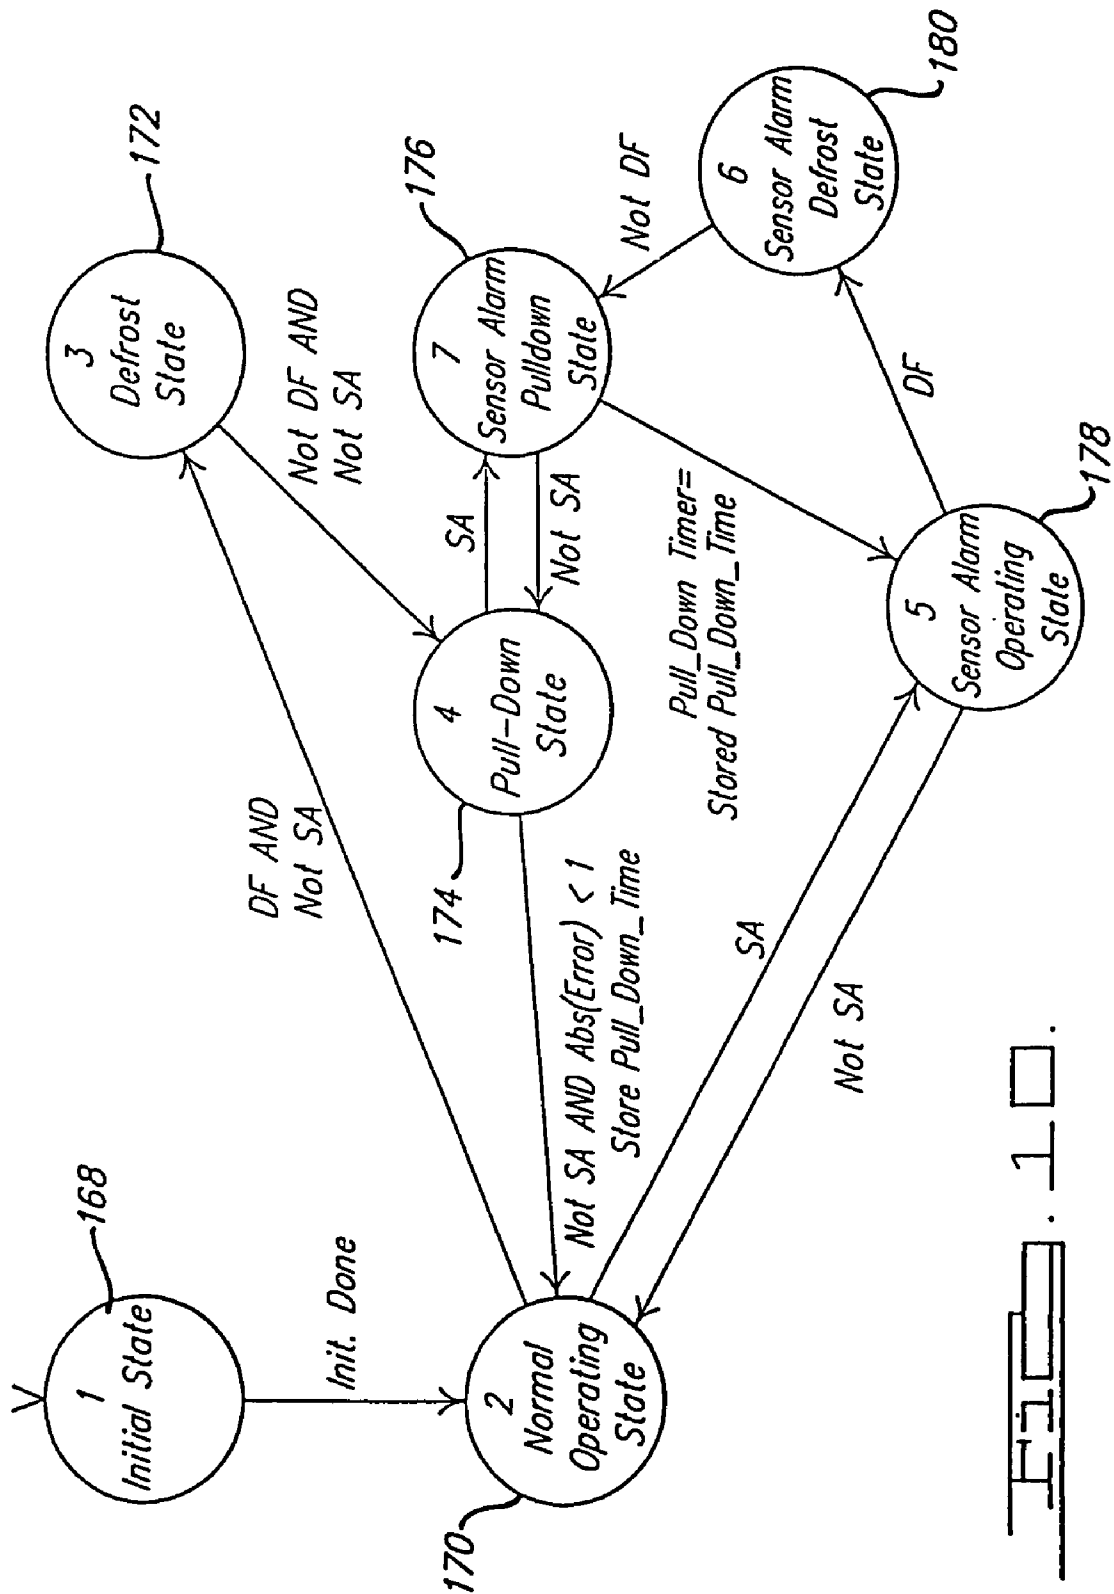 1
Initial State
168
Init. Done
2
Normal
Operating
State
170
DF AND
Not SA
3
Defrost
State
172
Not DF AND
Not SA
4
Pull-Down
State
174
SA
Not SA
7
Sensor Alarm
Pulldown
State
176
Not DF
6
Sensor Alarm
Defrost
State
180
Not SA AND Abs(Error) < 1
Store Pull_Down_Time
Pull_Down Timer=
Stored Pull_Down_Time
DF
5
Sensor Alarm
Operating
State
178
SA
Not SA
Fig. 10.